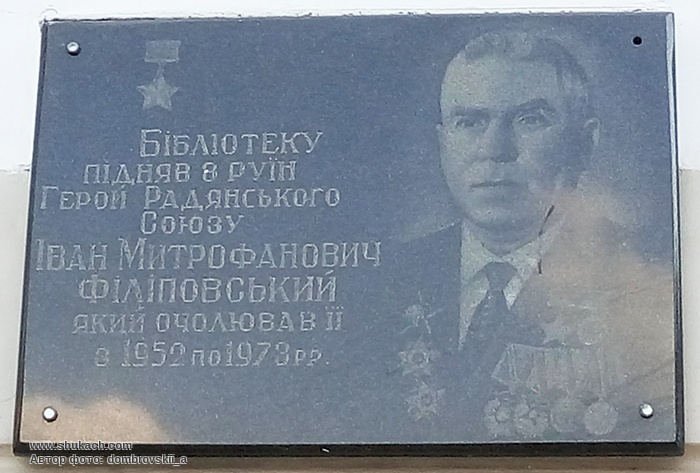 Бібліотеку
підняв з руїн
Герой Радянського
Союзу
Іван Митрофанович
Філіповський
який очолював її
з 1952 по 1973 рр.
www.shukach.com
Автор фото: dombrovskii_a